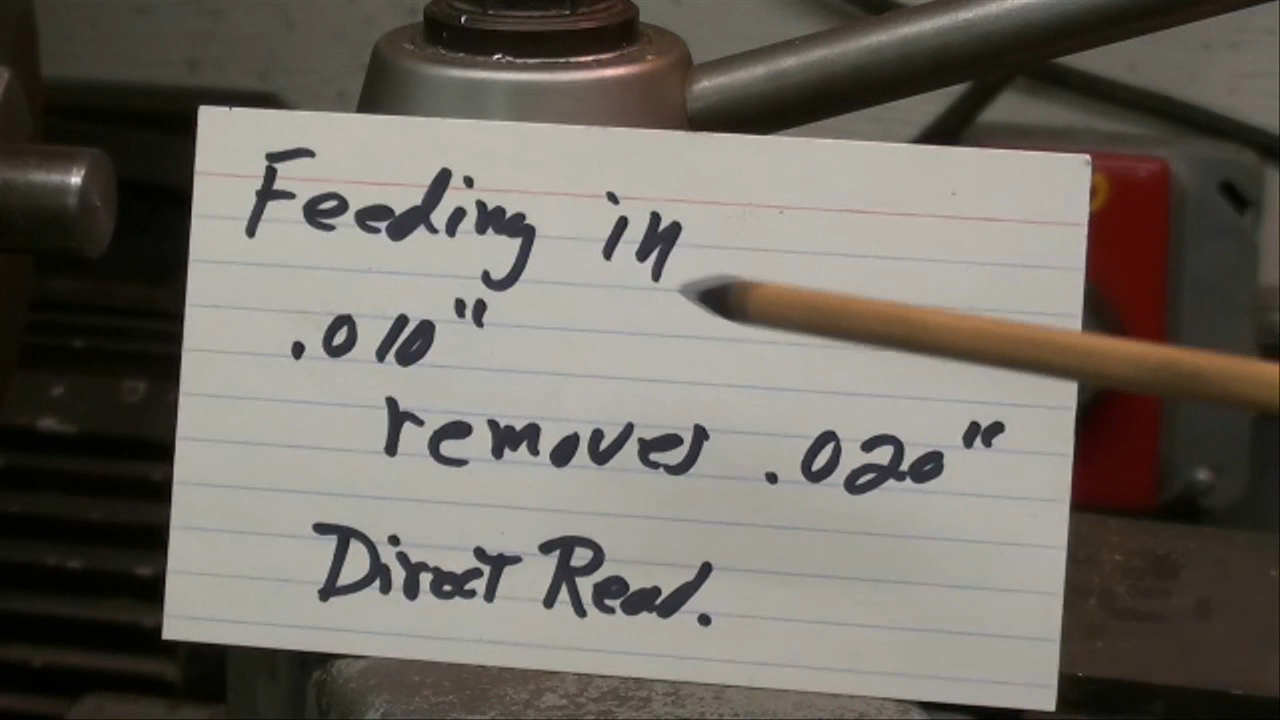 Feeding in
.010"
removes .020"
Direct Read.